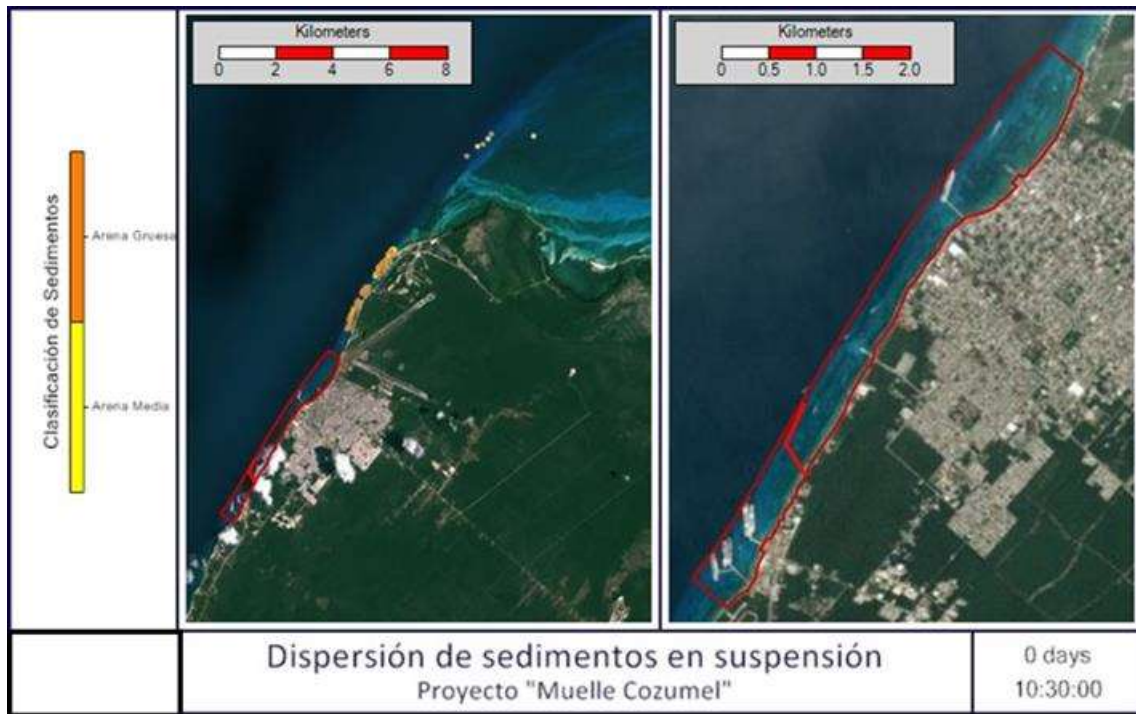 Clasificación de Sedimentos
Arena Gruesa
Arena Media
Kilometers
0 2 4 6 8
Kilometers
0 0.5 1.0 1.5 2.0
Dispersión de sedimentos en suspensión
Proyecto "Muelle Cozumel"
0 days
10:30:00